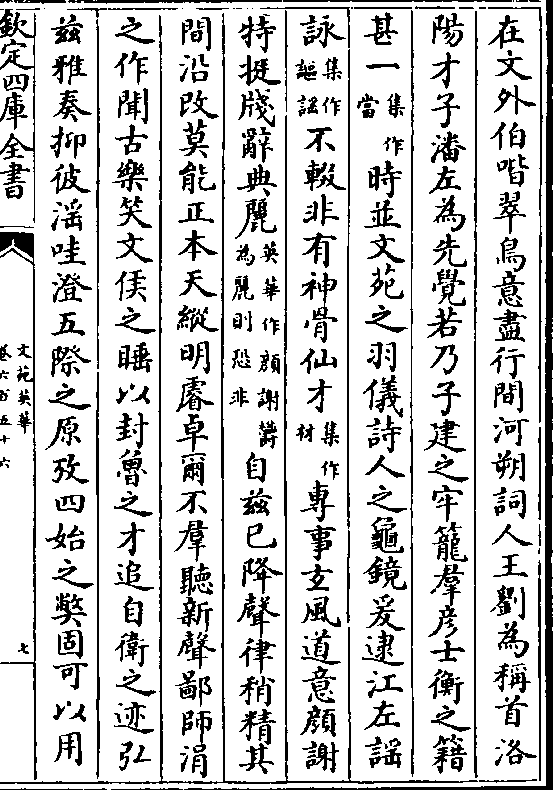 在文外伯喈翠鳥意盡行間河朔詞人王劉為稱首洛
陽才子潘左為先覺若乃子建之牢籠羣彦士衡之籍
甚一集作當時並文苑之羽儀詩人之龜鏡爰逮江左謡
詠集作謳謡不輟非有神骨仙才集作材專事玄風道意顔謝
特挺戕辭典麗英華作顔謝欝為麗則恐非自兹已降聲律稍精其
間沿改莫能正本天縱明睿卓爾不羣聽新聲鄙師涓
之作聞古樂笑文侯之睡以封魯之才追自衛之迹弘
兹雅奏抑彼滛哇澄五際之原攷四始之弊固可以用
欽定四庫全書
文苑英華
卷六百五十六
七